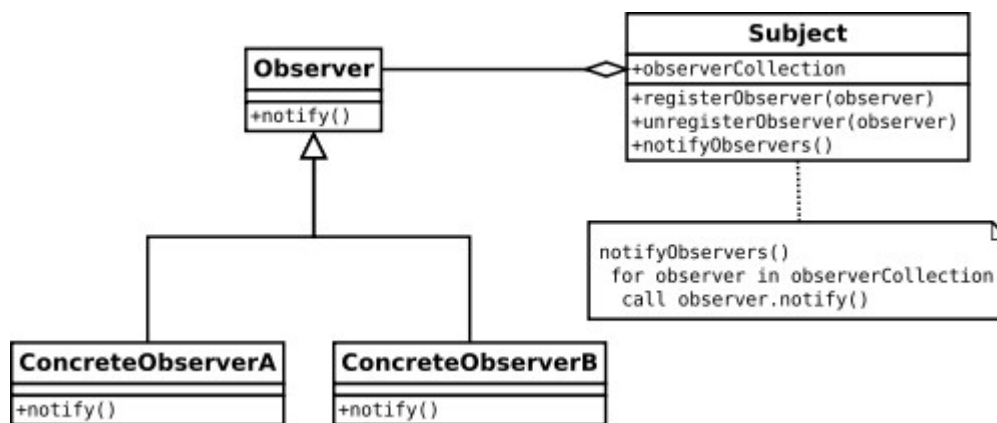 Observer
+notify()
Subject
+observerCollection
+registerObserver(observer)
+unregisterObserver(observer)
+notifyObservers()
notifyObservers()
for observer in observerCollection
call observer.notify()
ConcreteObserverA
+notify()
ConcreteObserverB
+notify()